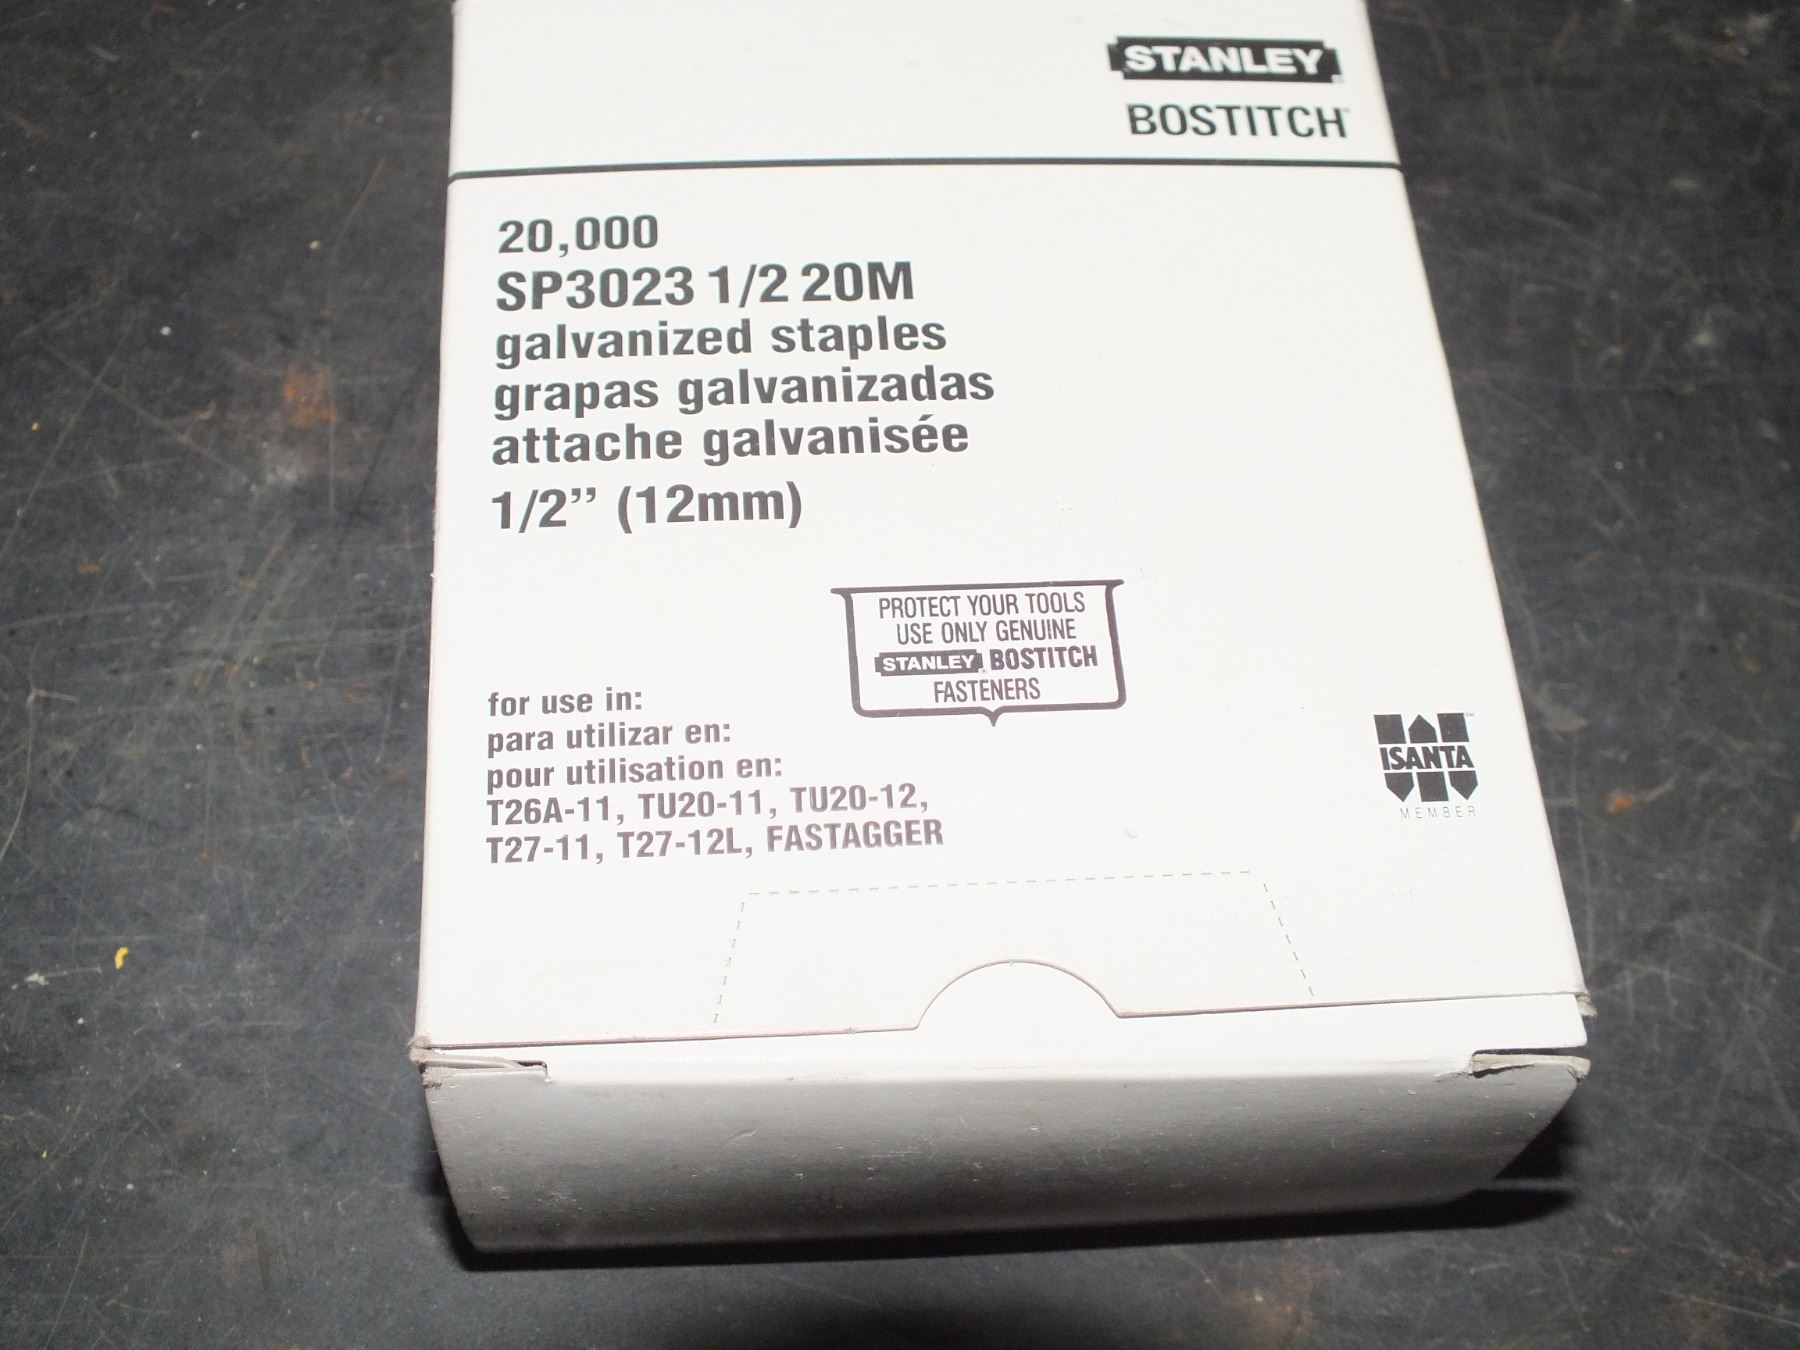 STANLEY
BOSTITCH
20,000
SP3023 1/2 20M
galvanized staples
grapas galvanizadas
attache galvanisée
1/2” (12mm)
PROTECT YOUR TOOLS
USE ONLY GENUINE
STANLEY BOSTITCH
FASTENERS
for use in:
para utilizar en:
pour utilisation en:
T26A-11, TU20-11, TU20-12,
T27-11, T27-12L, FASTAGGER
ISANTA
MEMBER